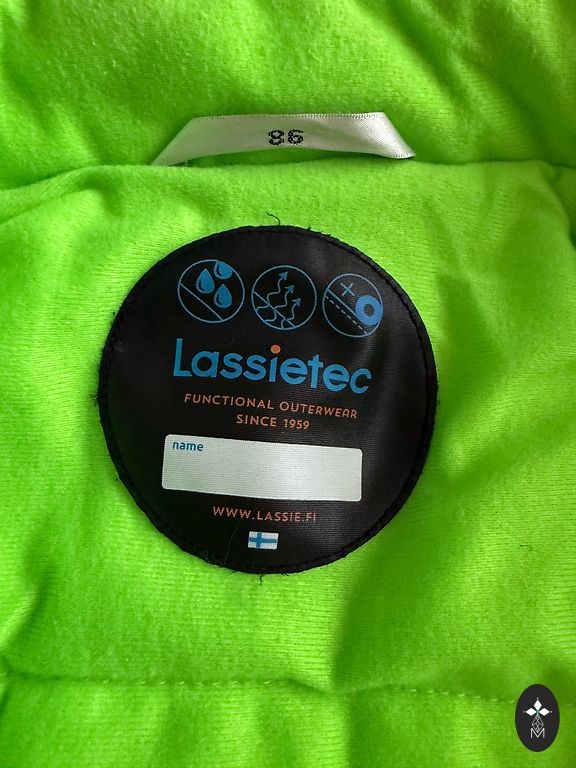 86
Lassietec
FUNCTIONAL OUTERWEAR
SINCE 1959
name
WWW.LASSIE.FI
M